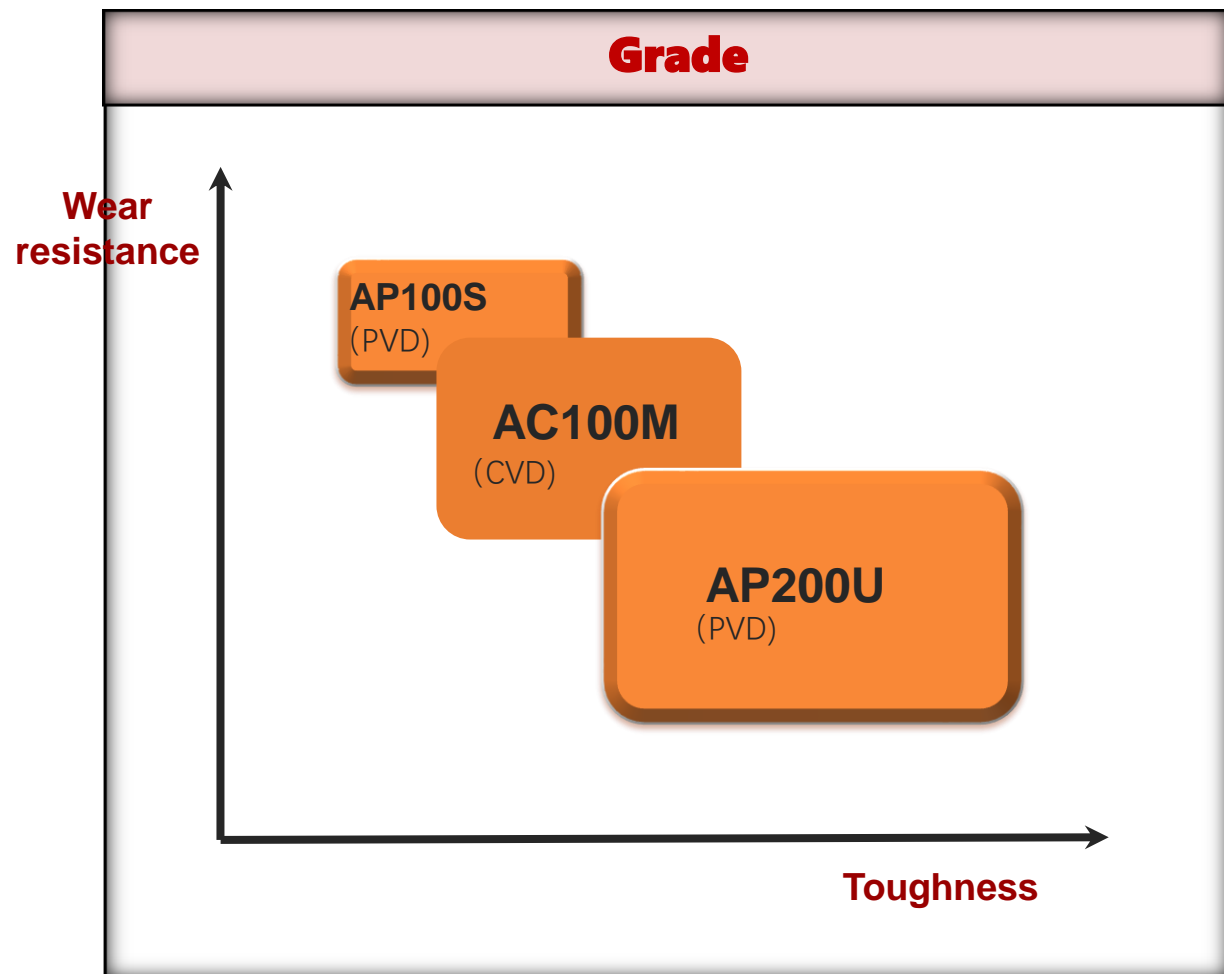 Grade
Wear
resistance
AP100S
(PVD)
AC100M
(CVD)
AP200U
(PVD)
Toughness